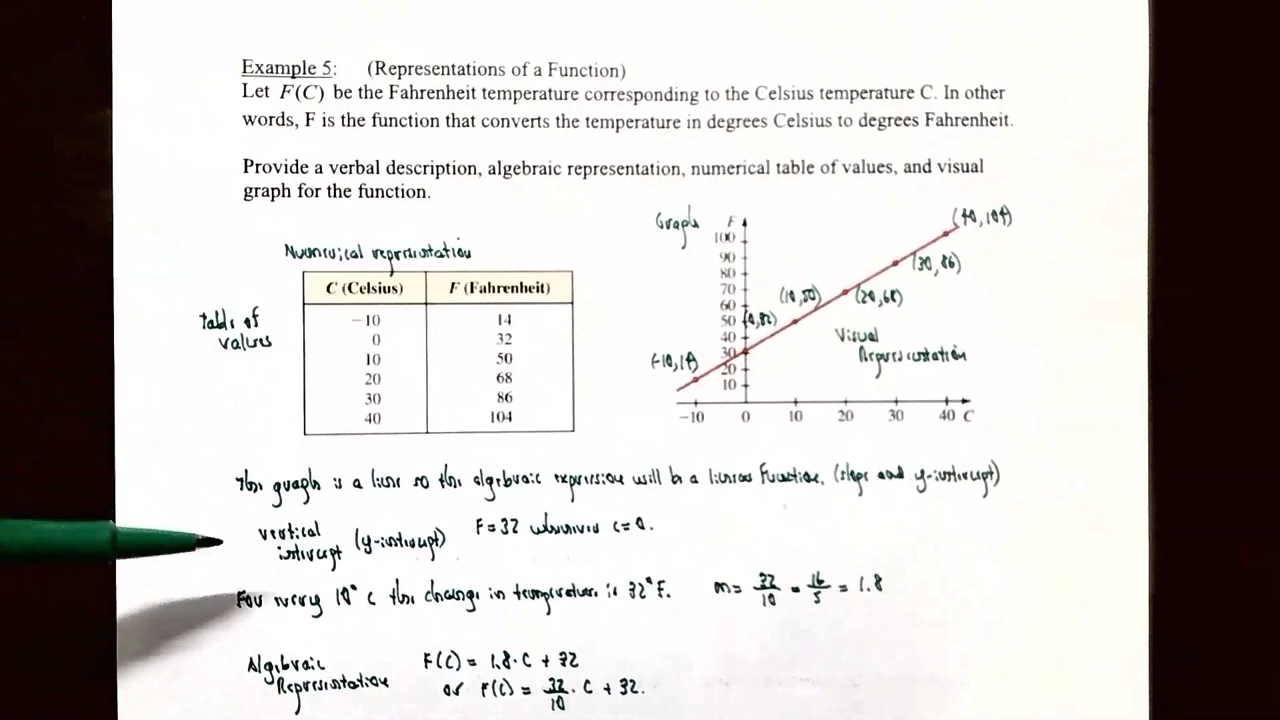 Example 5: (Representations of a Function)
Let F(C) be the Fahrenheit temperature corresponding to the Celsius temperature C. In other
words, F is the function that converts the temperature in degrees Celsius to degrees Fahrenheit.
Provide a verbal description, algebraic representation, numerical table of values, and visual
graph for the function.
Numerical representation
Table of
values
C (Celsius) F (Fahrenheit)
−10 14
0 32
10 50
20 68
30 86
40 104
Graph
F
100
90
80
70
60
50
40
30
20
10
−10 0 10 20 30 40 C
(40,104)
(30,86)
(20,68)
(10,50)
(0,32)
(-10,14)
Visual
Representation
The graph is a line so the algebraic expression will be a linear function. (slope and y-intercept)
vertical
intercept (y-intercept) F=32 whenever C=0.
For every 10° C the change in temperature is 32°F. m= 32/10 = 16/5 = 1.8
Algebraic
Representation
F(C) = 1.8·C + 32
or F(C) = 32/10 · C + 32.